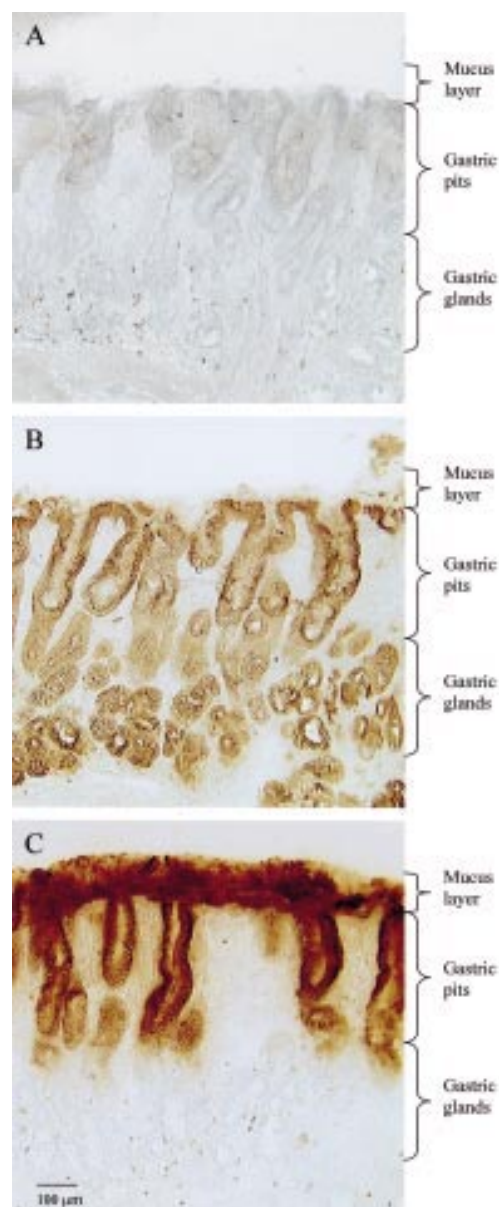 A
Mucus
layer
Gastric
pits
Gastric
glands
B
Mucus
layer
Gastric
pits
Gastric
glands
C
Mucus
layer
Gastric
pits
Gastric
glands
100 µm